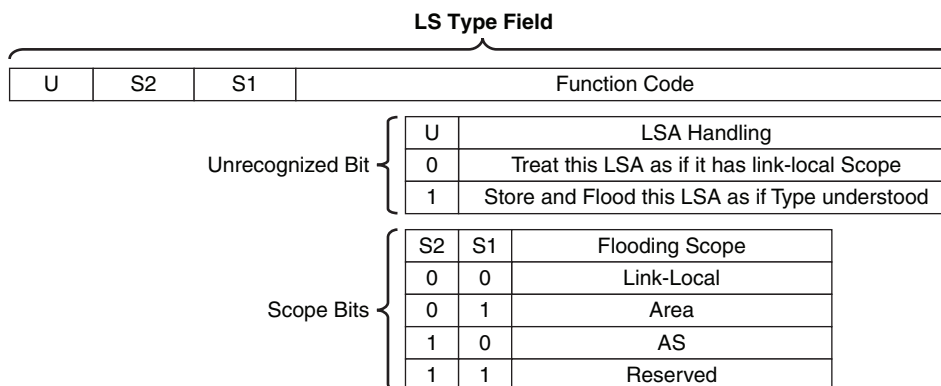 LS Type Field
U S2 S1 Function Code
U LSA Handling
Unrecognized Bit 0 Treat this LSA as if it has link-local Scope
1 Store and Flood this LSA as if Type understood
S2 S1 Flooding Scope
0 0 Link-Local
Scope Bits 0 1 Area
1 0 AS
1 1 Reserved